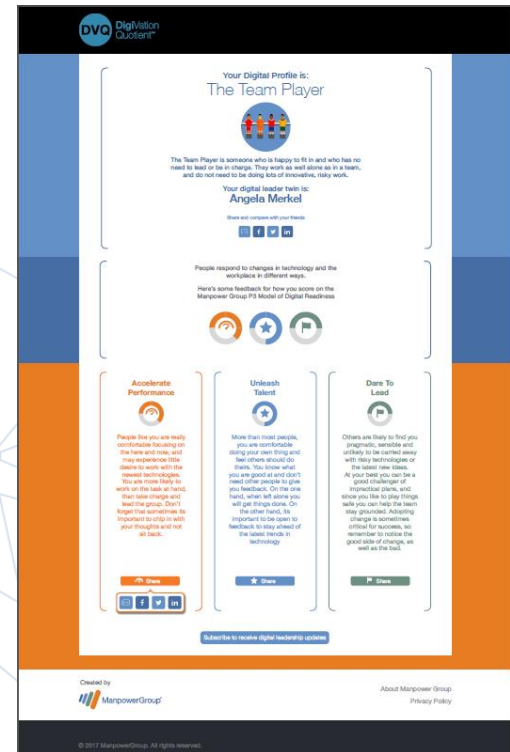 DVQ
DigiVation
Quotient™
Your Digital Profile is:
The Team Player
The Team Player is someone who is happy to fit in and who has no
need to lead or be in charge. They work as well alone as in a team,
and do not need to be doing lots of innovative, risky work.
Your digital leader twin is:
Angela Merkel
Share and compare with your friends
People respond to changes in technology and the
workplace in different ways.
Here's some feedback for how you score on the
Manpower Group P3 Model of Digital Readiness
Accelerate
Performance
People like you are really
comfortable focusing on
the here and now, and
may experience little
desire to work with the
newest technologies.
You are more likely to
work on the task at hand,
than take charge and
lead the group. Don't
forget that sometimes its
important to chip in with
your thoughts and not
sit back.
Share
Unleash
Talent
More than most people,
you are comfortable
doing your own thing and
feel others should do
theirs. You know what
you are good at and don't
need other people to give
you feedback. On the one
hand, when left alone you
will get things done. On
the other hand, its
important to be open to
feedback to stay ahead of
the latest trends in
technology
Share
Dare To
Lead
Others are likely to find you
pragmatic, sensible and
unlikely to be carried away
with risky technologies or
the latest new ideas.
At your best you can be a
good challenger of
impractical plans, and
since you like to play things
safe you can help the team
stay grounded. Adopting
change is sometimes
critical for success, so
remember to notice the
good side of change, as
well as the bad.
Share
Subscribe to receive digital leadership updates
Created by
ManpowerGroup
About Manpower Group
Privacy Policy
© 2017 ManpowerGroup. All rights reserved.